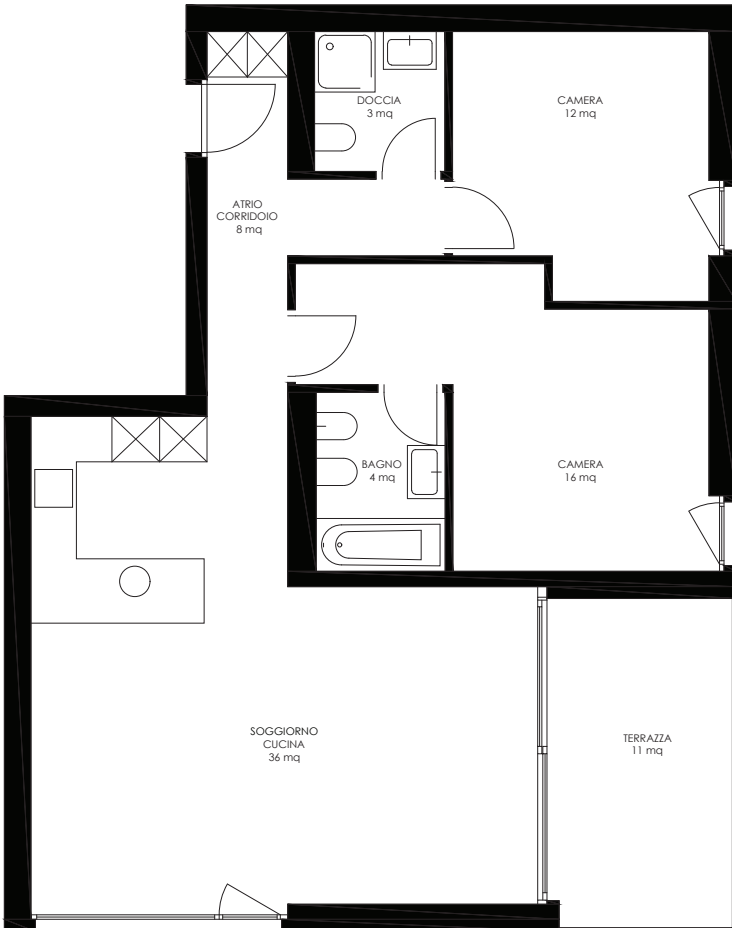 DOCCIA
3 mq
CAMERA
12 mq
ATRIO
CORRIDOIO
8 mq
BAGNO
4 mq
CAMERA
16 mq
SOGGIORNO
CUCINA
36 mq
TERRAZZA
11 mq